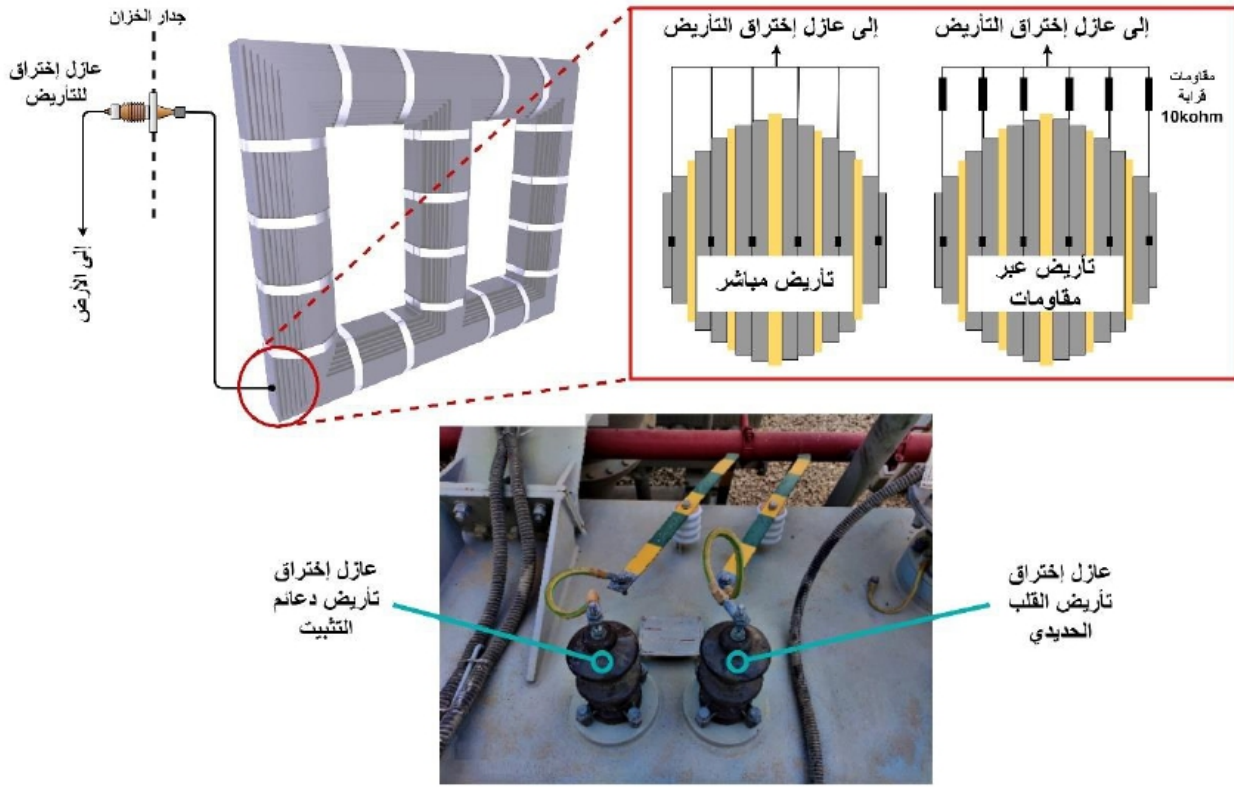 جدار الخزان
عازل إختراق
للتأريض
إلى الأرض
إلى عازل إختراق التأريض
إلى عازل إختراق التأريض
مقاومات
قرابة
10kohm
تأريض مباشر
تأريض عبر
مقاومات
عازل إختراق
تأريض دعائم
التثبيت
عازل إختراق
تأريض القلب
الحديدي